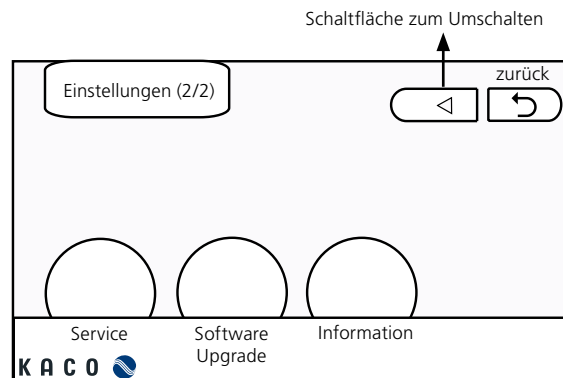 Schaltfläche zum Umschalten
zurück
Einstellungen (2/2)
Service
Software
Upgrade
Information
KACO